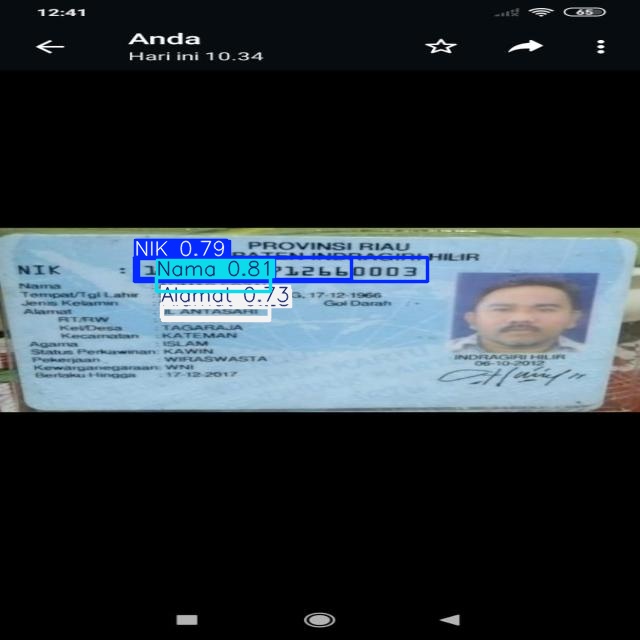 12:41
65
Anda
Hari ini 10.34
NIK 0.79
PROVINSI RIAU
INDRAGIRI HILIR
NIK : 1 Nama 0.81 12660003
Nama
Tempat/Tgl Lahir Alamat 0.73 , 17-12-1966
Jenis Kelamin Gol Darah :
Alamat JL ANTASARI
RT/RW
Kel/Desa : TAGARAJA
Kecamatan : KATEMAN
Agama : ISLAM
Status Perkawinan: KAWIN
Pekerjaan : WIRASWASTA
Kewarganegaraan: WNI
Berlaku Hingga : 17-12-2017
INDRAGIRI HILIR
06-10-2012